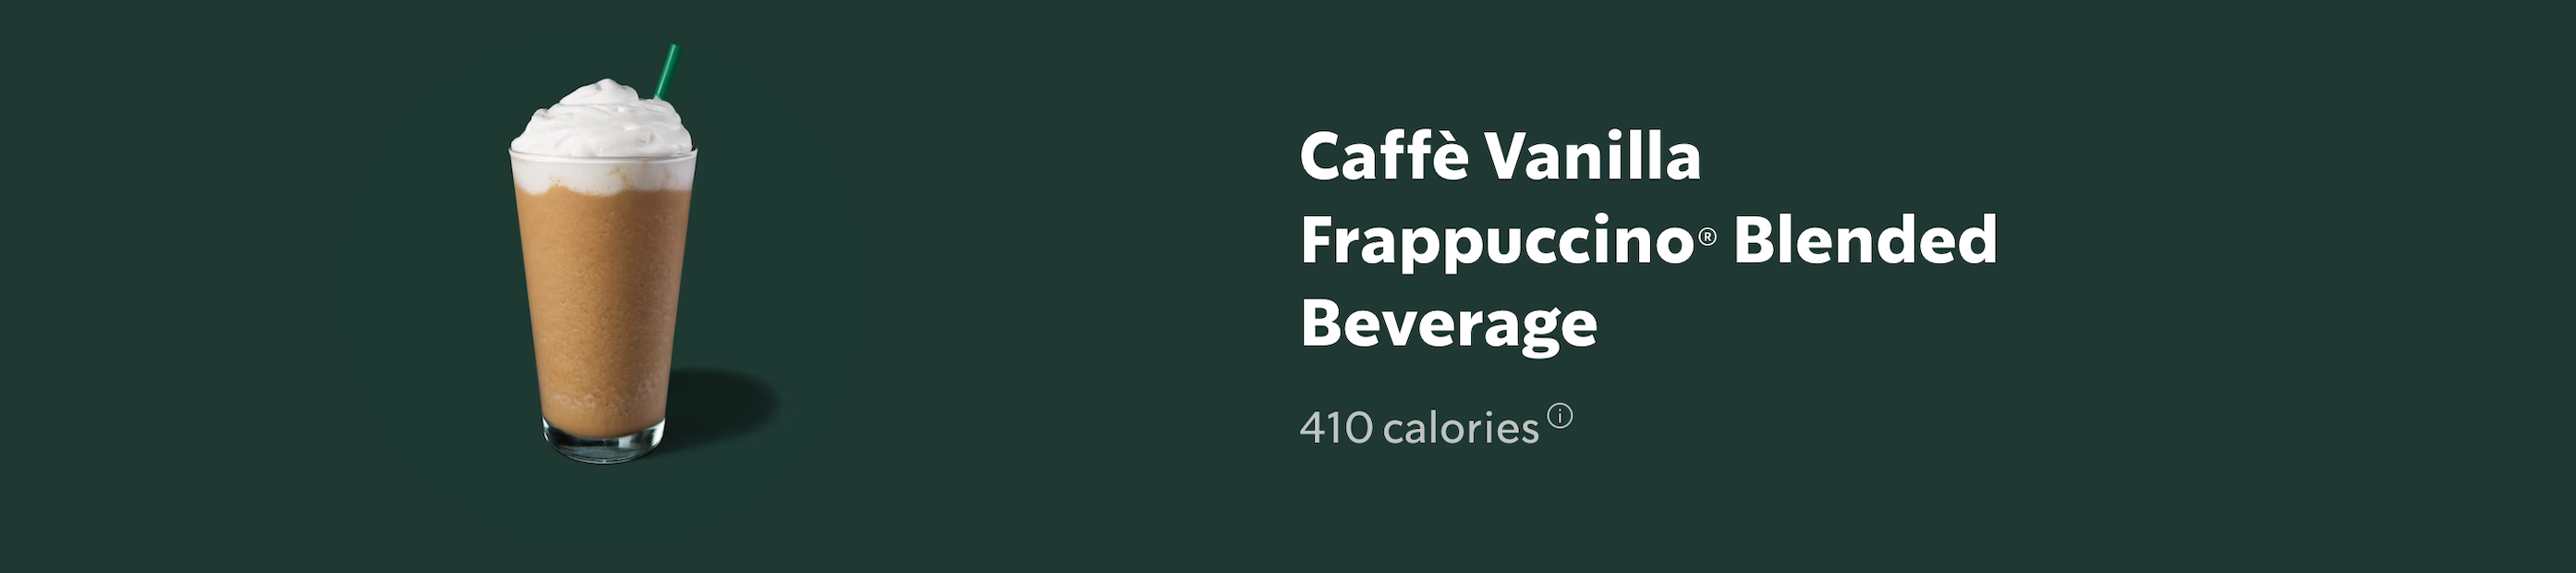 Caffè Vanilla
Frappuccino® Blended
Beverage
410 calories ⓘ